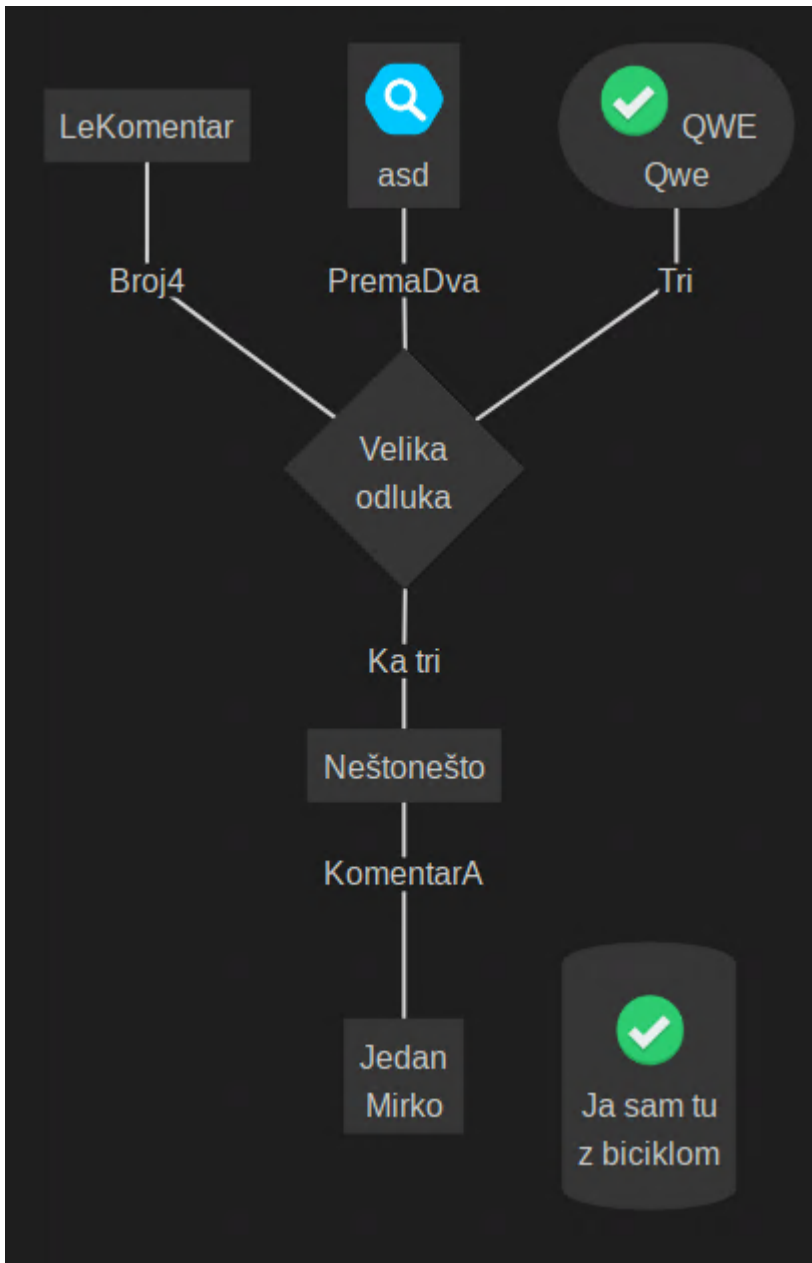 LeKomentar
asd
QWE
Qwe
Broj4
PremaDva
Tri
Velika
odluka
Ka tri
Neštonešto
KomentarA
Jedan
Mirko
Ja sam tu
z biciklom